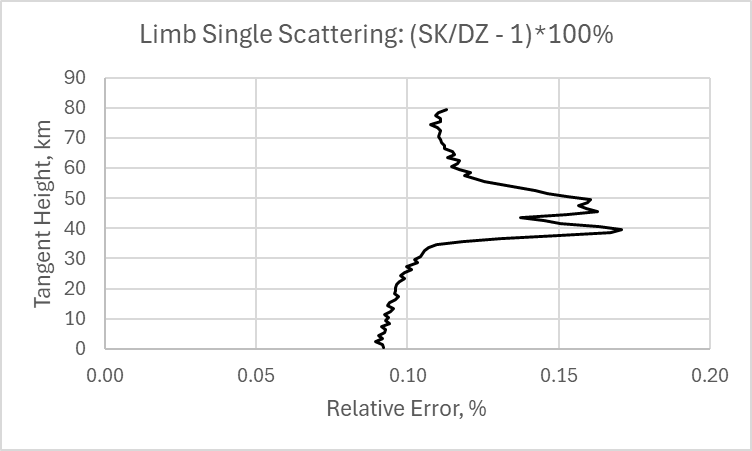 Limb Single Scattering: (SK/DZ - 1)*100%
Tangent Height, km
90
80
70
60
50
40
30
20
10
0
0.00 0.05 0.10 0.15 0.20
Relative Error, %